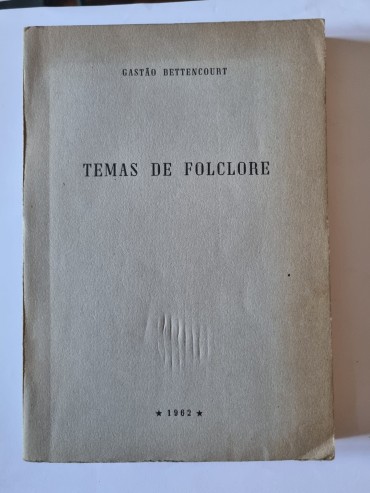 GASTÃO BETTENCOURT
TEMAS DE FOLCLORE
★ 1962 ★